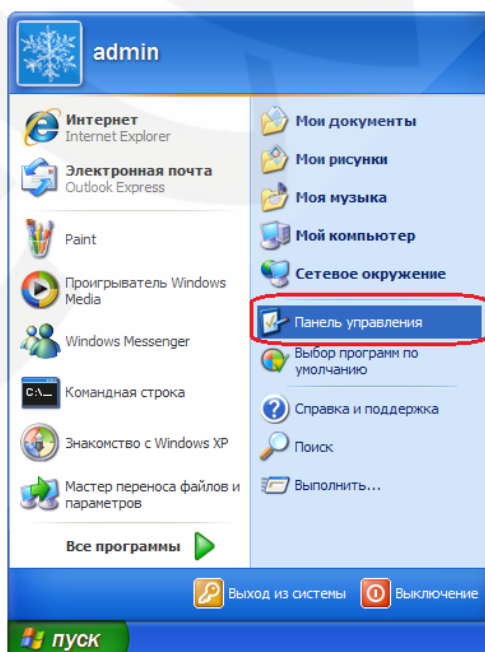 admin
Интернет
Internet Explorer
Электронная почта
Outlook Express
Paint
Проигрыватель Windows
Media
Windows Messenger
C:\_
Командная строка
Знакомство с Windows XP
Мастер переноса файлов и
параметров
Все программы
Мои документы
Мои рисунки
Моя музыка
Мой компьютер
Сетевое окружение
Панель управления
Выбор программ по
умолчанию
Справка и поддержка
Поиск
Выполнить...
Выход из системы
Выключение
пуск